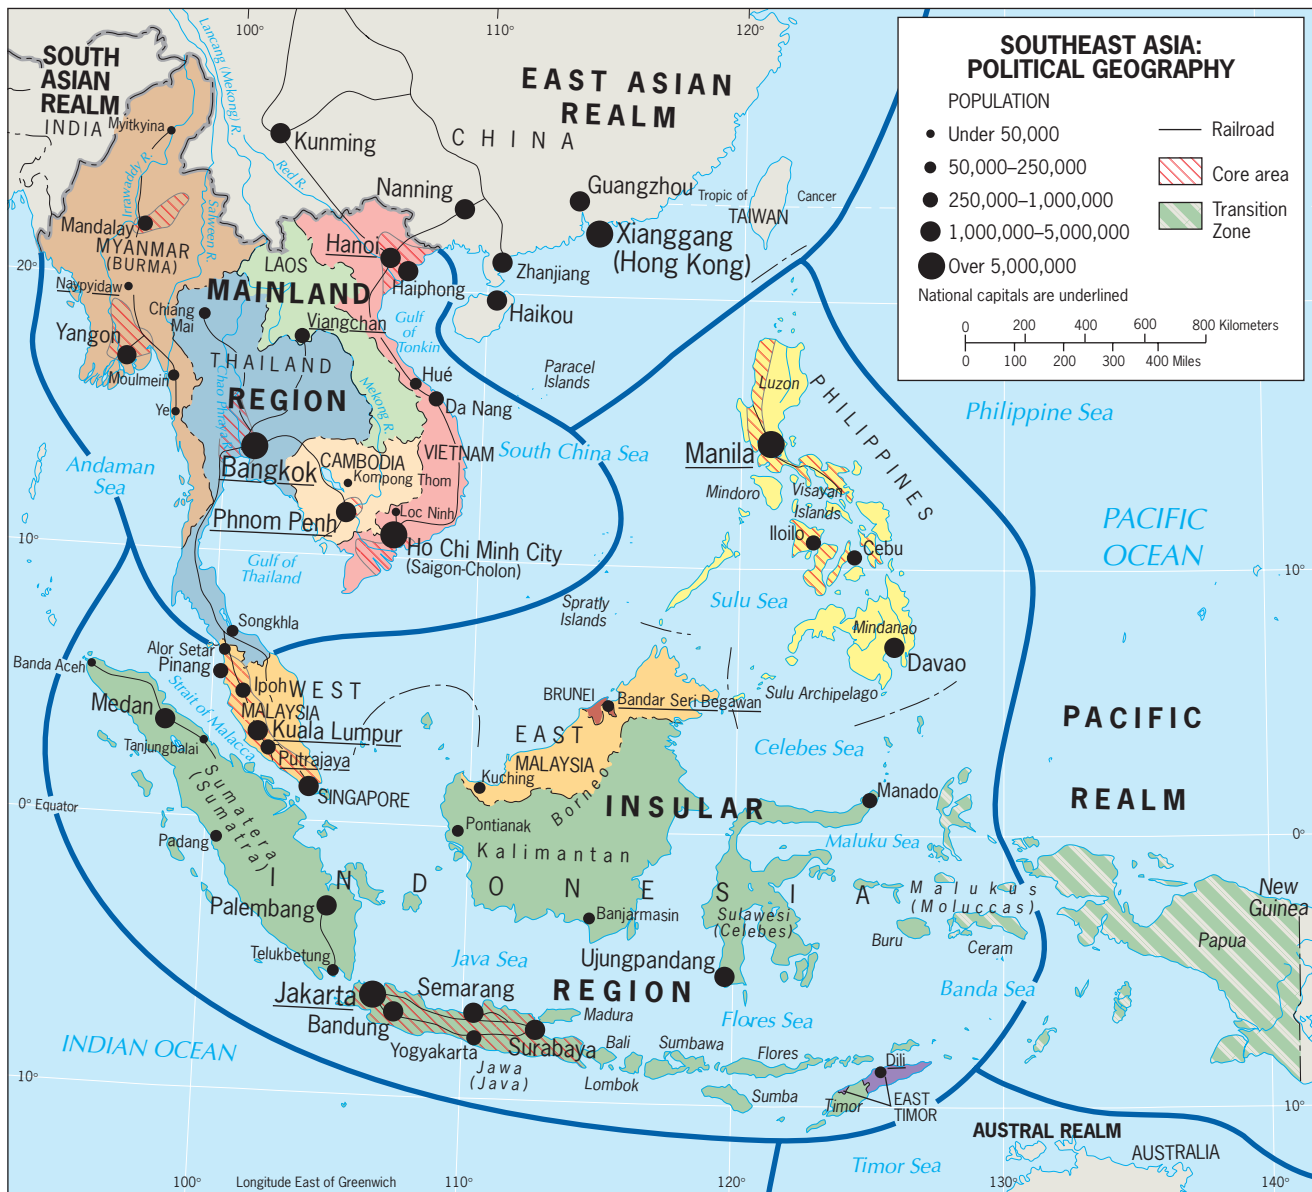 100°
110°
120°
SOUTH
ASIAN
REALM
INDIA
Myitkyina
Lancang (Mekong) R.
EAST ASIAN
REALM
CHINA
Kunming
Red R.
Nanning
Guangzhou
Tropic of
Cancer
TAIWAN
Xianggang
(Hong Kong)
Zhanjiang
Haikou
SOUTHEAST ASIA:
POLITICAL GEOGRAPHY
POPULATION
Under 50,000
50,000–250,000
250,000–1,000,000
1,000,000–5,000,000
Over 5,000,000
National capitals are underlined
Railroad
Core area
Transition
Zone
0 200 400 600 800 Kilometers
0 100 200 300 400 Miles
Irrawaddy R.
Salween R.
Mandalay
MYANMAR
(BURMA)
20°
Naypyidaw
Yangon
Moulmein
Ye
Chiang
Mai
Hanoi
Haiphong
LAOS
MAINLAND
Viangchan
Gulf
of
Tonkin
THAILAND
REGION
Chao Phraya R.
Mekong R.
Hué
Da Nang
Paracel
Islands
Bangkok
CAMBODIA
Kompong Thom
VIETNAM
Loc Ninh
Phnom Penh
Ho Chi Minh City
(Saigon-Cholon)
Andaman
Sea
10°
Gulf of
Thailand
South China Sea
Spratly
Islands
Luzon
PHILIPPINES
Philippine Sea
Manila
Mindoro
Visayan
Islands
Iloilo
Cebu
Sulu Sea
Mindanao
Davao
Sulu Archipelago
PACIFIC
OCEAN
10°
Songkhla
Alor Setar
Pinang
Banda Aceh
Ipoh
WEST
MALAYSIA
Medan
Strait of Malacca
Kuala Lumpur
Tanjungbalai
Putrajaya
SINGAPORE
BRUNEI
Bandar Seri Begawan
EAST
MALAYSIA
Kuching
Borneo
Celebes Sea
PACIFIC
REALM
0° Equator
Sumatera
(Sumatra)
Padang
Pontianak
Kalimantan
INSULAR
Manado
Maluku Sea
0°
INDONESIA
Palembang
Banjarmasin
Sulawesi
(Celebes)
Malukus
(Moluccas)
Buru
Ceram
New
Guinea
Papua
Telukbetung
Java Sea
Ujungpandang
REGION
Banda Sea
Jakarta
Semarang
Bandung
Yogyakarta
Surabaya
Madura
Jawa
(Java)
Bali
Sumbawa
Flores
Flores Sea
Lombok
Sumba
Dili
Timor
EAST
TIMOR
INDIAN OCEAN
10°
10°
AUSTRAL REALM
AUSTRALIA
Timor Sea
100°
Longitude East of Greenwich
110°
120°
130°
140°